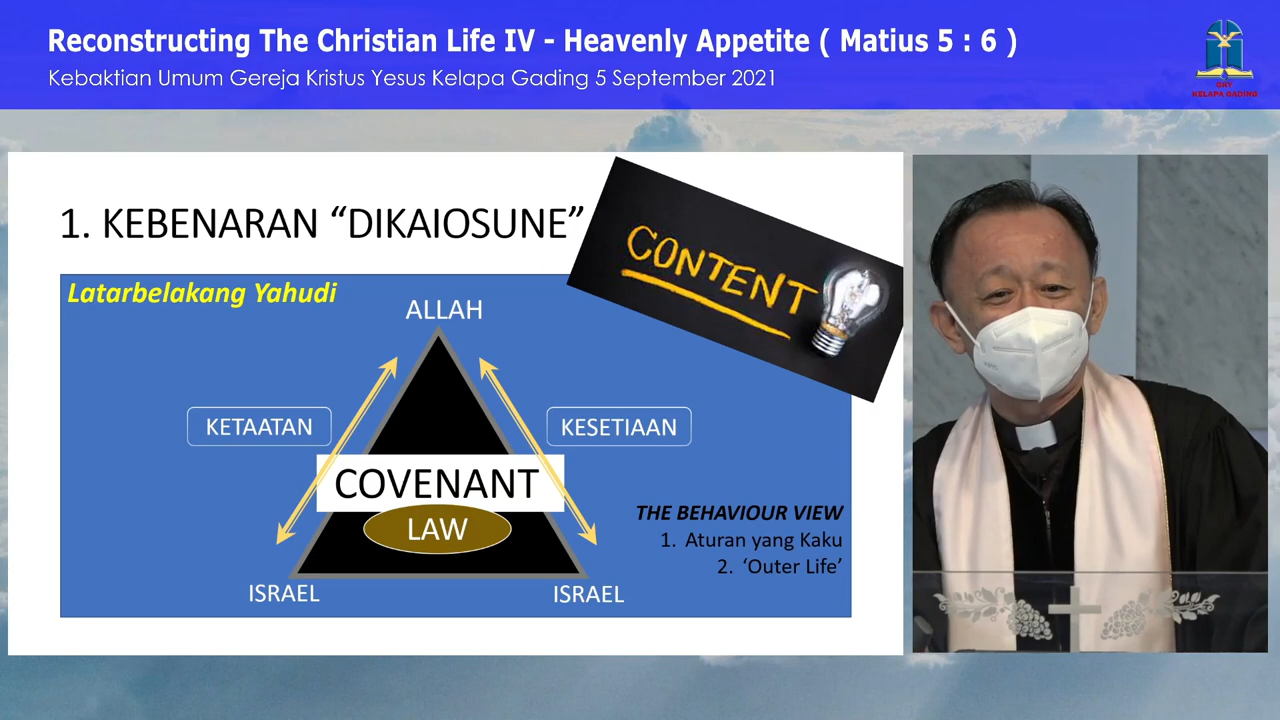 Reconstructing The Christian Life IV - Heavenly Appetite ( Matius 5 : 6 )
Kebaktian Umum Gereja Kristus Yesus Kelapa Gading 5 September 2021
GKY
KELAPA GADING
1. KEBENARAN “DIKAIOSUNE”
CONTENT
Latarbelakang Yahudi
ALLAH
KETAATAN
KESETIAAN
COVENANT
LAW
THE BEHAVIOUR VIEW
1. Aturan yang Kaku
2. ‘Outer Life’
ISRAEL
ISRAEL